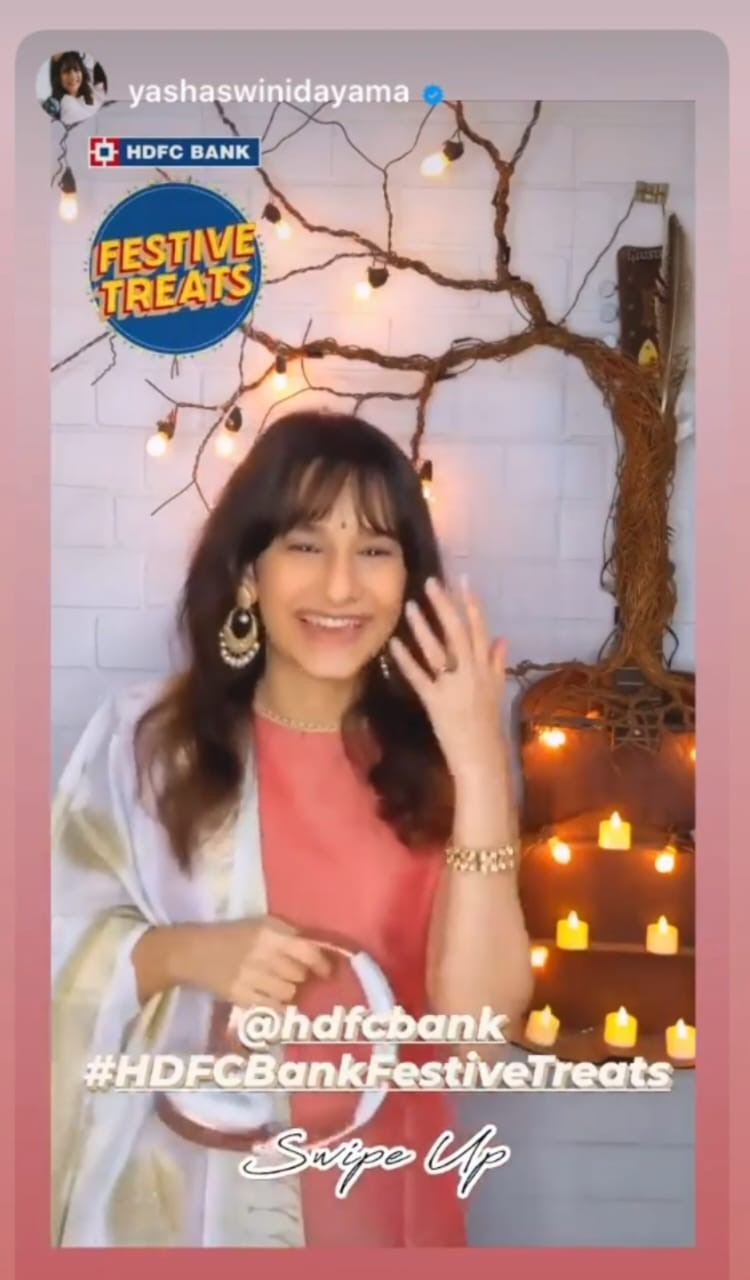 yashaswinidayama
HDFC BANK
FESTIVE
TREATS
@hdfcbank
#HDFCBankFestiveTreats
Swipe Up